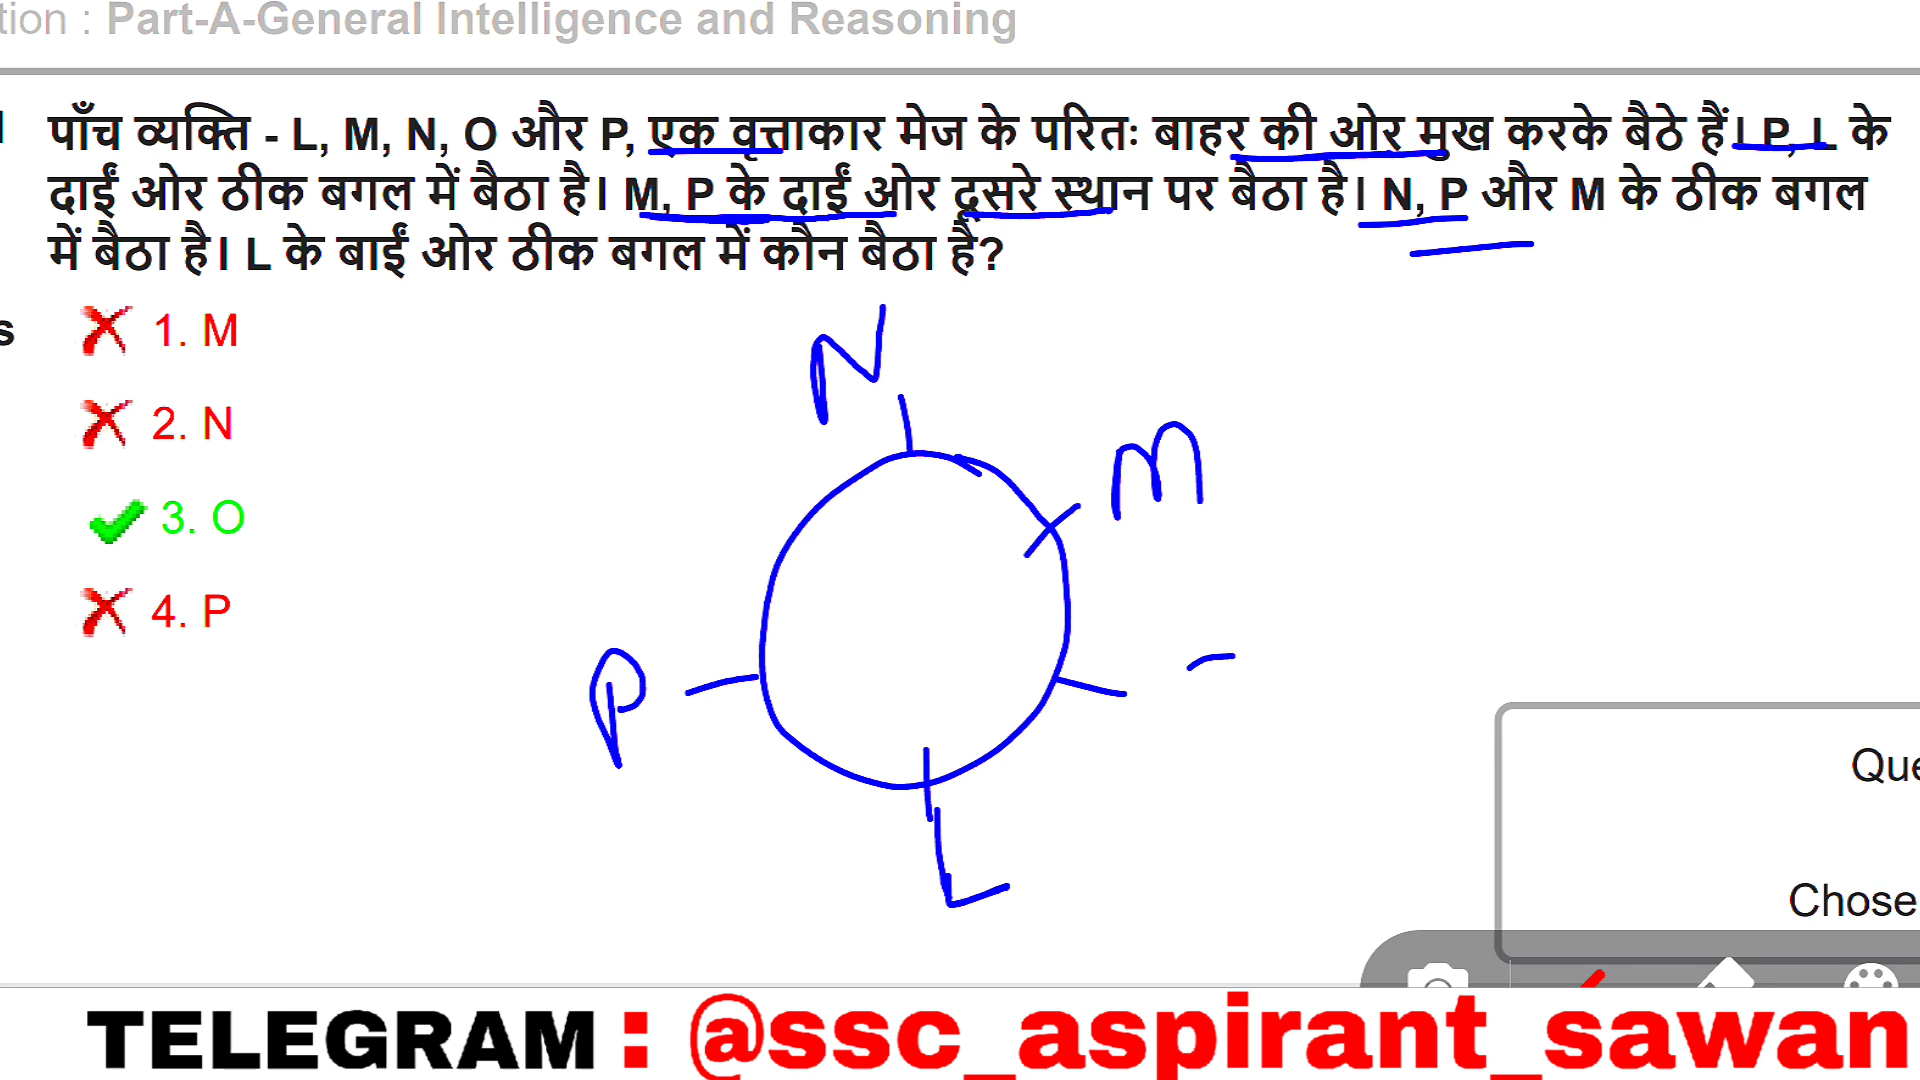 tion : Part-A-General Intelligence and Reasoning
पाँच व्यक्ति - L, M, N, O और P, एक वृत्ताकार मेज के परितः बाहर की ओर मुख करके बैठे हैं। P, L के
दाईं ओर ठीक बगल में बैठा है। M, P के दाईं ओर दूसरे स्थान पर बैठा है। N, P और M के ठीक बगल
में बैठा है। L के बाईं ओर ठीक बगल में कौन बैठा है?
s
1. M
2. N
3. O
4. P
N
M
P
L
Que
Chose
TELEGRAM : @ssc_aspirant_sawan